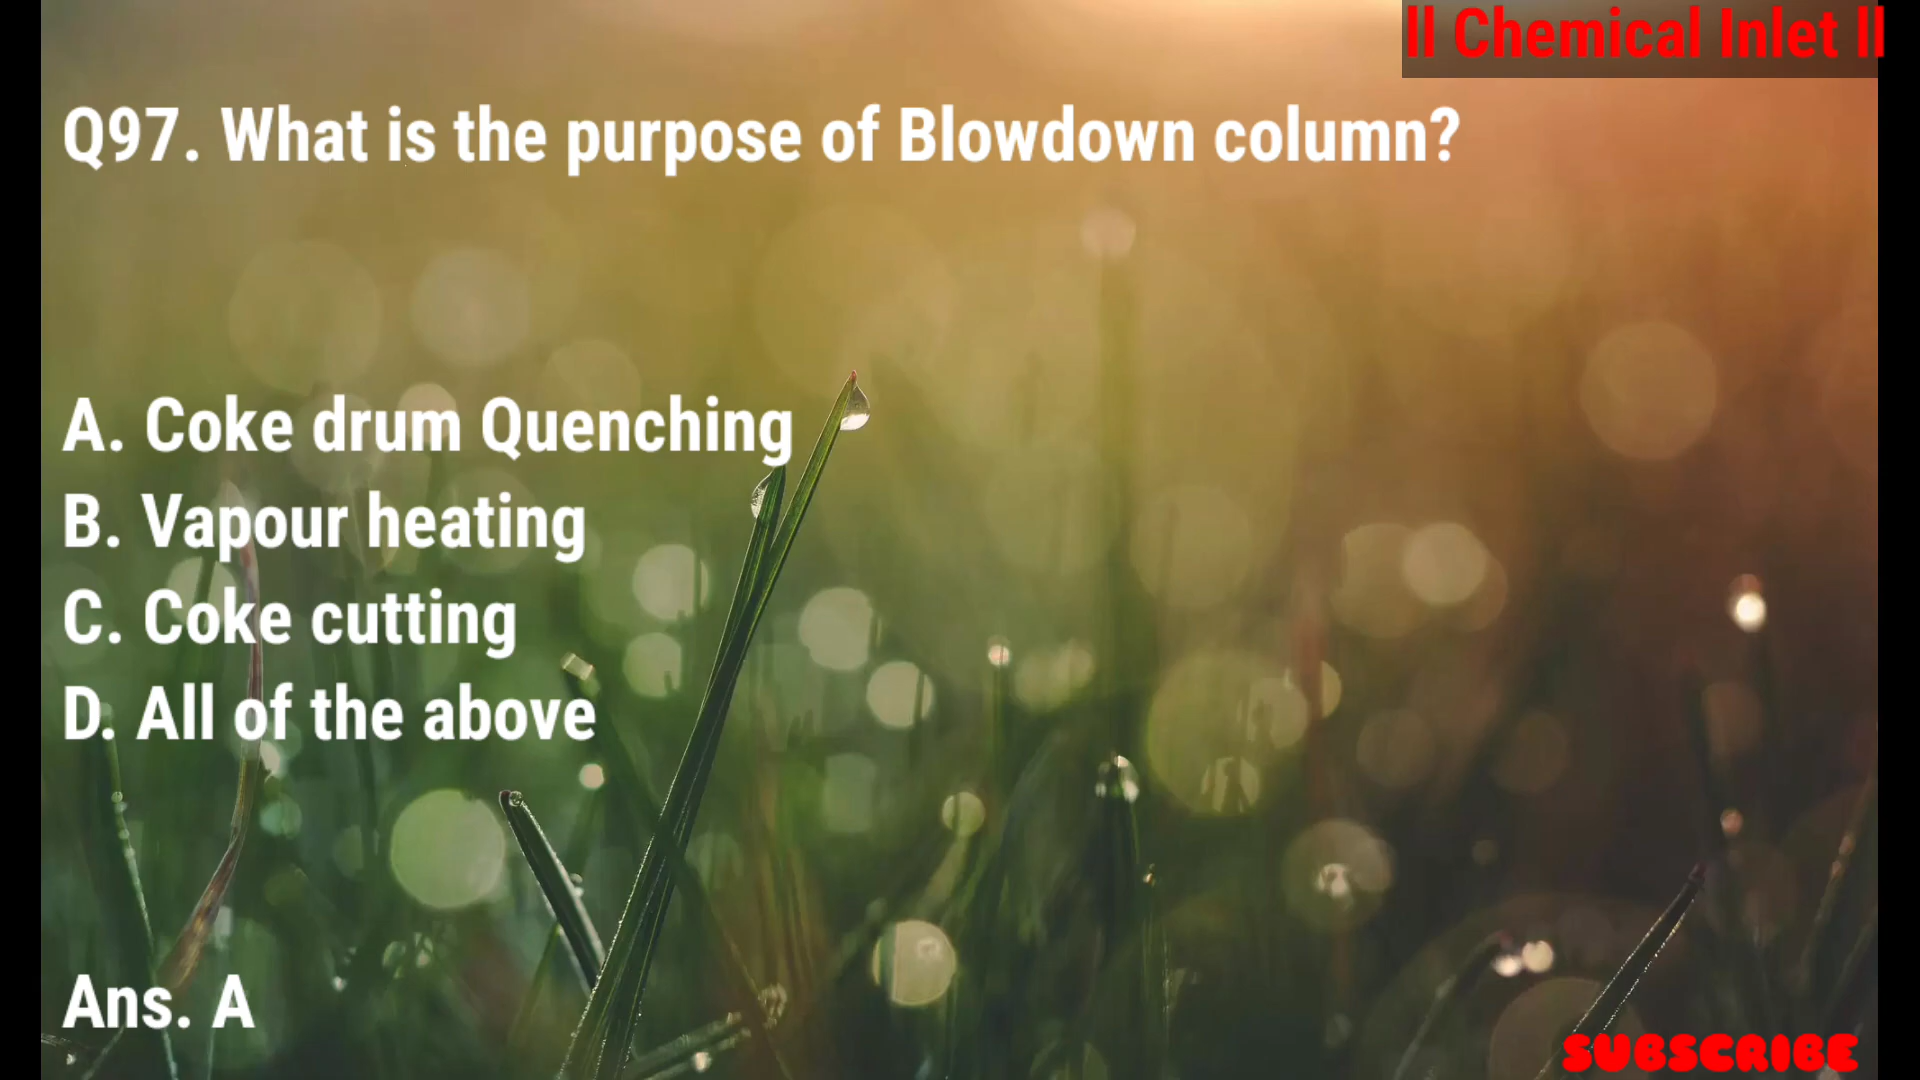 ll Chemical Inlet ll
Q97. What is the purpose of Blowdown column?
A. Coke drum Quenching
B. Vapour heating
C. Coke cutting
D. All of the above
Ans. A
SUBSCRIBE